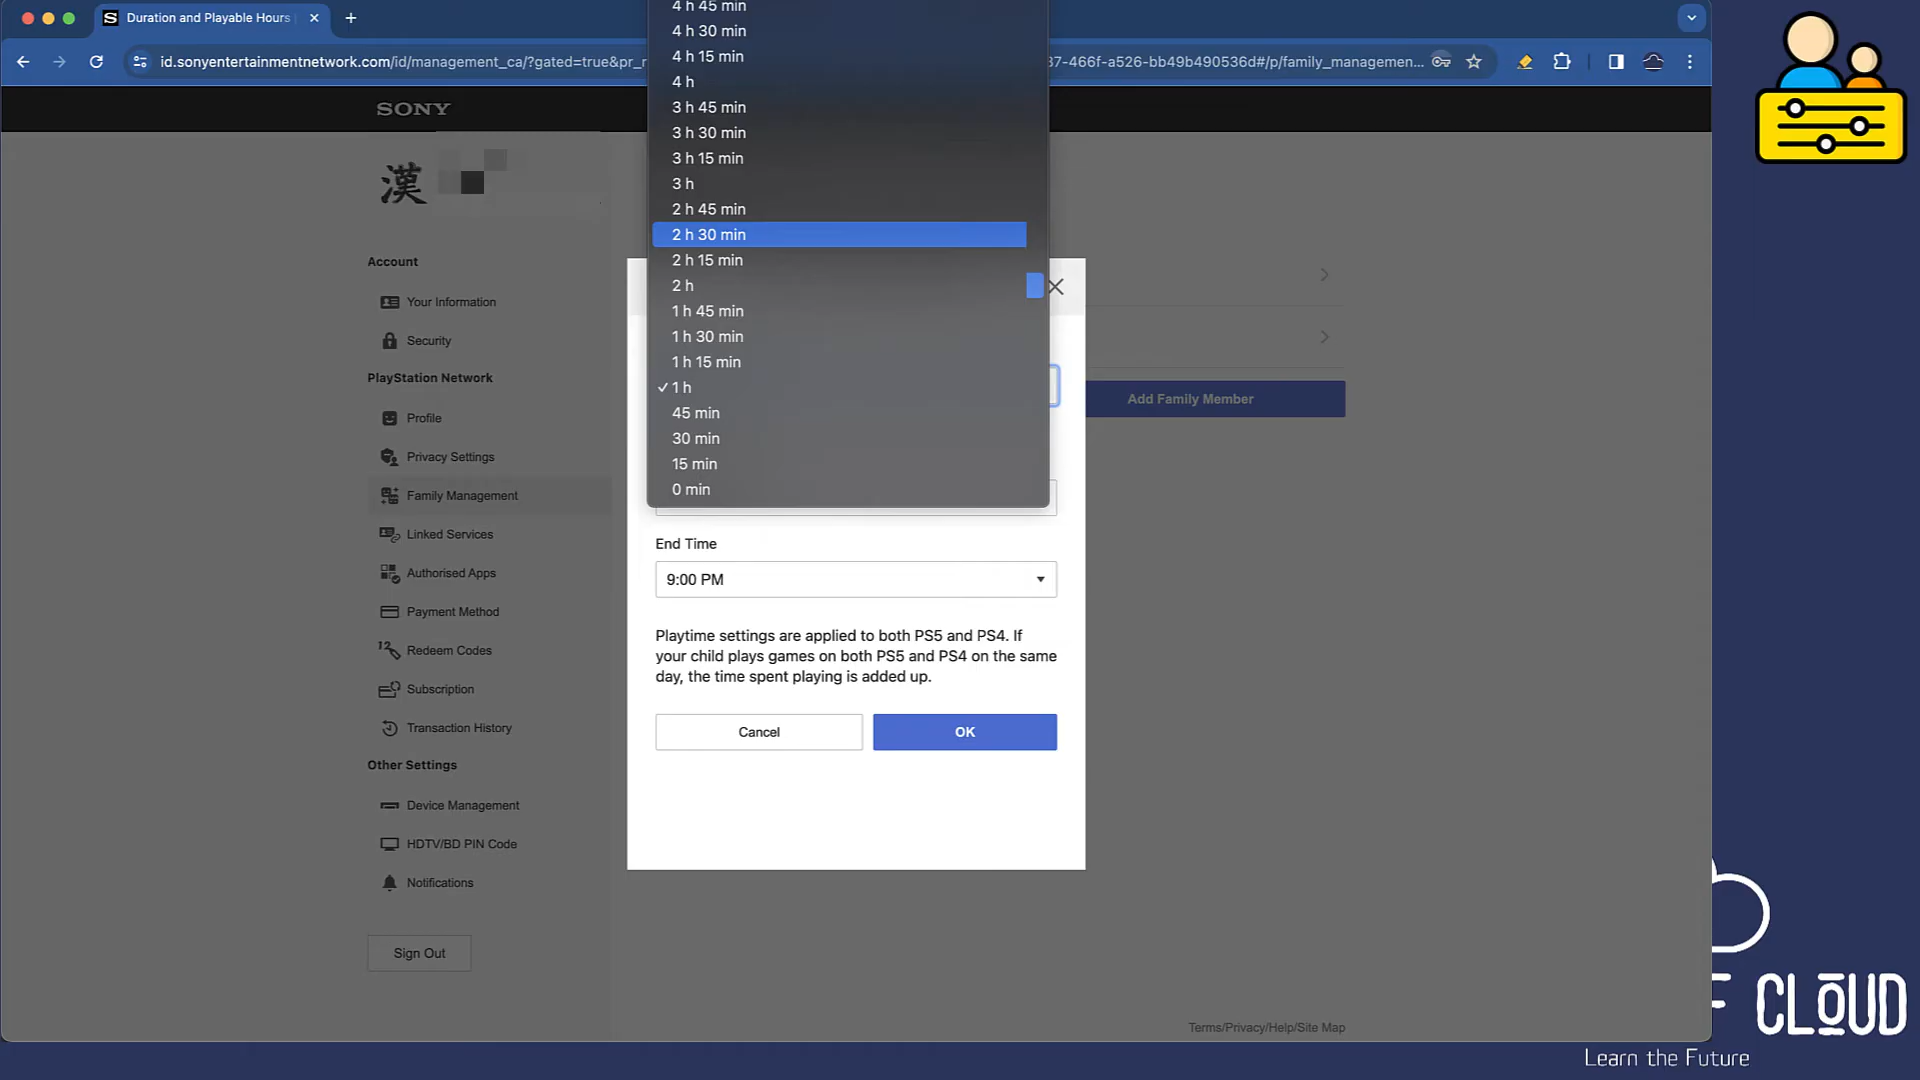 Duration and Playable Hours
id.sonyentertainmentnetwork.com/id/management_ca/?gated=true&pr_r
37-466f-a526-bb49b490536d#/p/family_managemen...
SONY
漢
Account
Your Information
Security
PlayStation Network
Profile
Privacy Settings
Family Management
Linked Services
Authorised Apps
Payment Method
Redeem Codes
Subscription
Transaction History
Other Settings
Device Management
HDTV/BD PIN Code
Notifications
Sign Out
4 h 45 min
4 h 30 min
4 h 15 min
4 h
3 h 45 min
3 h 30 min
3 h 15 min
3 h
2 h 45 min
2 h 30 min
2 h 15 min
2 h
1 h 45 min
1 h 30 min
1 h 15 min
✓ 1 h
45 min
30 min
15 min
0 min
End Time
9:00 PM
Playtime settings are applied to both PS5 and PS4. If
your child plays games on both PS5 and PS4 on the same
day, the time spent playing is added up.
Cancel
OK
Add Family Member
Terms/Privacy/Help/Site Map
CLOUD
Learn the Future